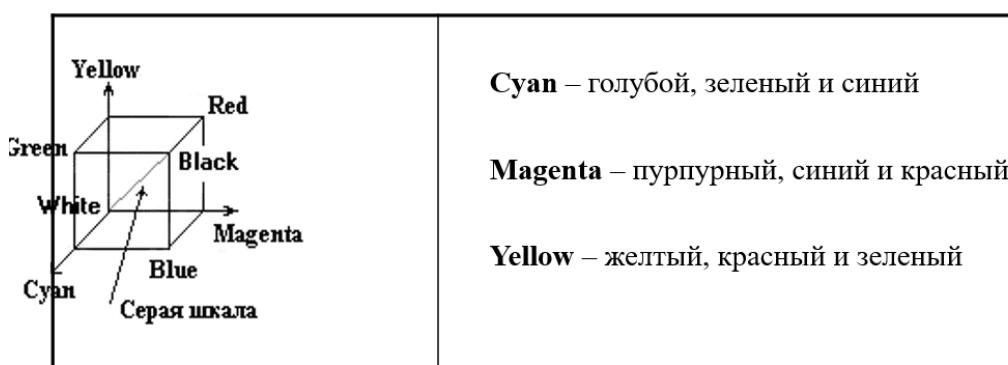 Yellow
Red
Green
Black
White
Magenta
Blue
Cyan
Серая шкала
Cyan – голубой, зеленый и синий
Magenta – пурпурный, синий и красный
Yellow – желтый, красный и зеленый